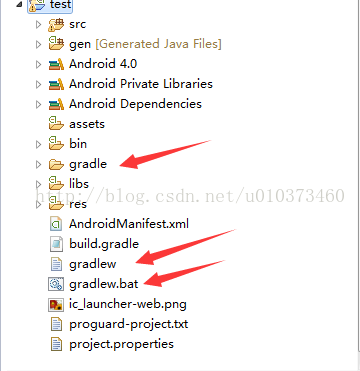 test
src
gen [Generated Java Files]
Android 4.0
Android Private Libraries
Android Dependencies
assets
bin
gradle
libs
http://blog.csdn.net/u010373460
res
AndroidManifest.xml
build.gradle
gradlew
gradlew.bat
ic_launcher-web.png
proguard-project.txt
project.properties